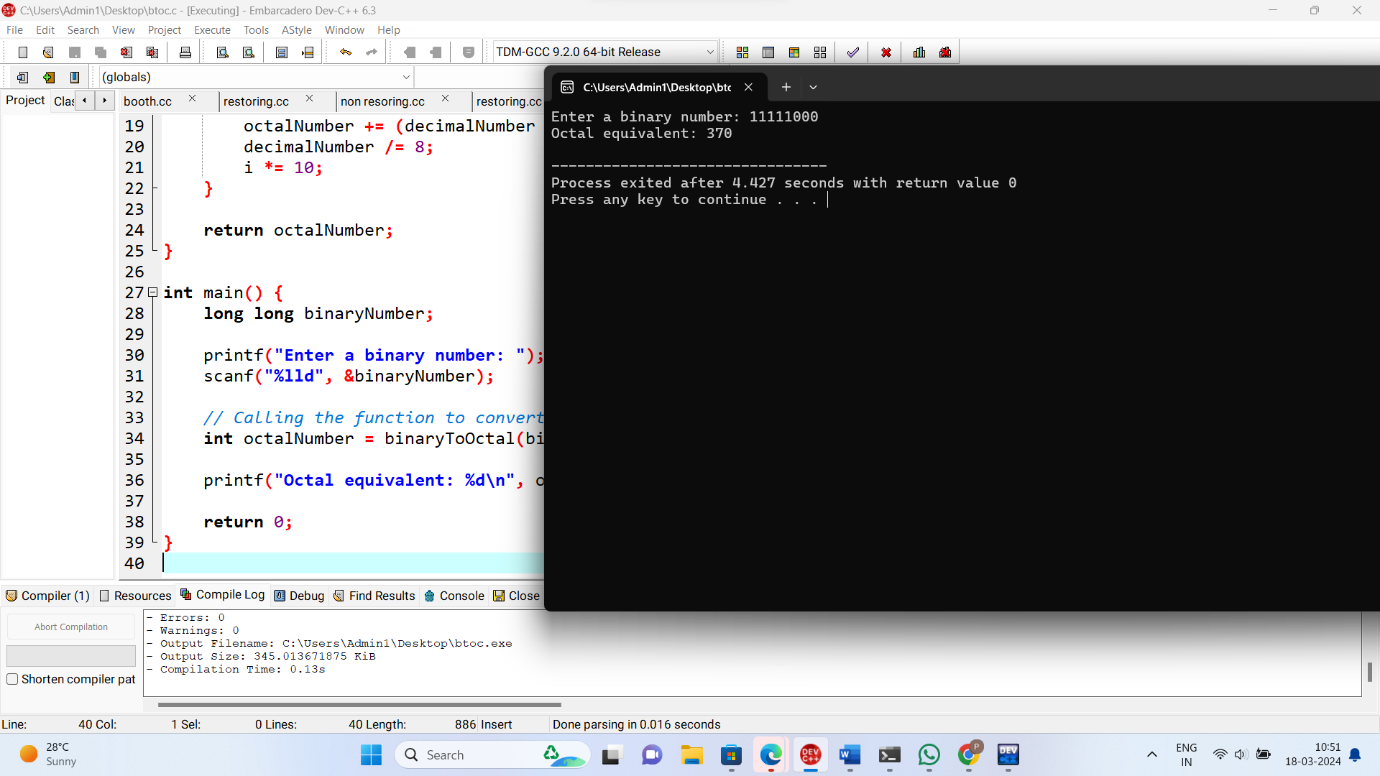 C:\Users\Admin1\Desktop\btoc.c - [Executing] - Embarcadero Dev-C++ 6.3
File Edit Search View Project Execute Tools AStyle Window Help
TDM-GCC 9.2.0 64-bit Release
(globals)
Project Clas booth.cc restoring.cc non resoring.cc restoring.cc
19 octalNumber += (decimalNumber
20 decimalNumber /= 8;
21 i *= 10;
22 }
23
24 return octalNumber;
25 }
26
27 int main() {
28 long long binaryNumber;
29
30 printf("Enter a binary number: ");
31 scanf("%lld", &binaryNumber);
32
33 // Calling the function to convert
34 int octalNumber = binaryToOctal(bi
35
36 printf("Octal equivalent: %d\n", o
37
38 return 0;
39 }
40
C:\Users\Admin1\Desktop\btc
Enter a binary number: 11111000
Octal equivalent: 370
--------------------------------
Process exited after 4.427 seconds with return value 0
Press any key to continue . . .
Compiler (1) Resources Compile Log Debug Find Results Console Close
Abort Compilation
Shorten compiler pat
- Errors: 0
- Warnings: 0
- Output Filename: C:\Users\Admin1\Desktop\btoc.exe
- Output Size: 345.013671875 KiB
- Compilation Time: 0.13s
Line: 40 Col: 1 Sel: 0 Lines: 40 Length: 886 Insert Done parsing in 0.016 seconds
28°C
Sunny
Search
DEV C++
P
DEV C++
ENG
IN
10:51
18-03-2024